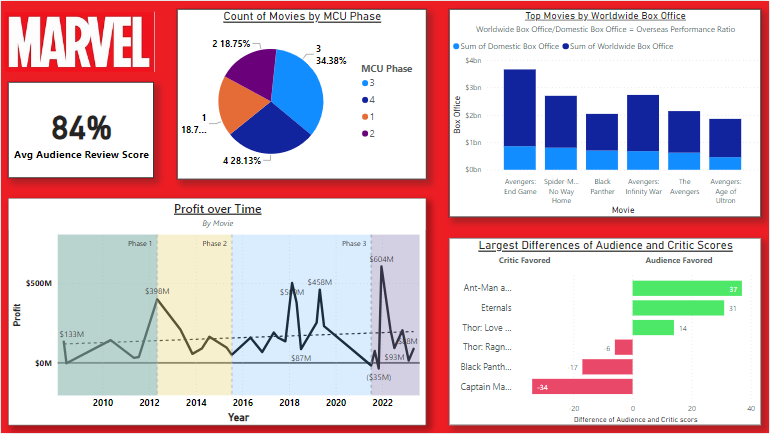 MARVEL
84%
Avg Audience Review Score
Count of Movies by MCU Phase
2 18.75%
3
34.38%
1
18.7...
4 28.13%
MCU Phase
3
4
1
2
Top Movies by Worldwide Box Office
Worldwide Box Office/Domestic Box Office = Overseas Performance Ratio
Sum of Domestic Box Office Sum of Worldwide Box Office
$4bn
$3bn
$2bn
$1bn
$0bn
Box Office
Avengers:
End Game
Spider-M...
No Way
Home
Black
Panther
Avengers:
Infinity War
The
Avengers
Avengers:
Age of
Ultron
Movie
Profit over Time
By Movie
Phase 1
Phase 2
Phase 3
$500M
$0M
Profit
$133M
$398M
$458M
$87M
$604M
$93M
($35M)
2010 2012 2014 2016 2018 2020 2022
Year
Largest Differences of Audience and Critic Scores
Critic Favored Audience Favored
Ant-Man a... 37
Eternals 31
Thor: Love ... 14
Thor: Ragn... 6
Black Panth... -17
Captain Ma... -34
-20 0 20 40
Difference of Audience and Critic scores